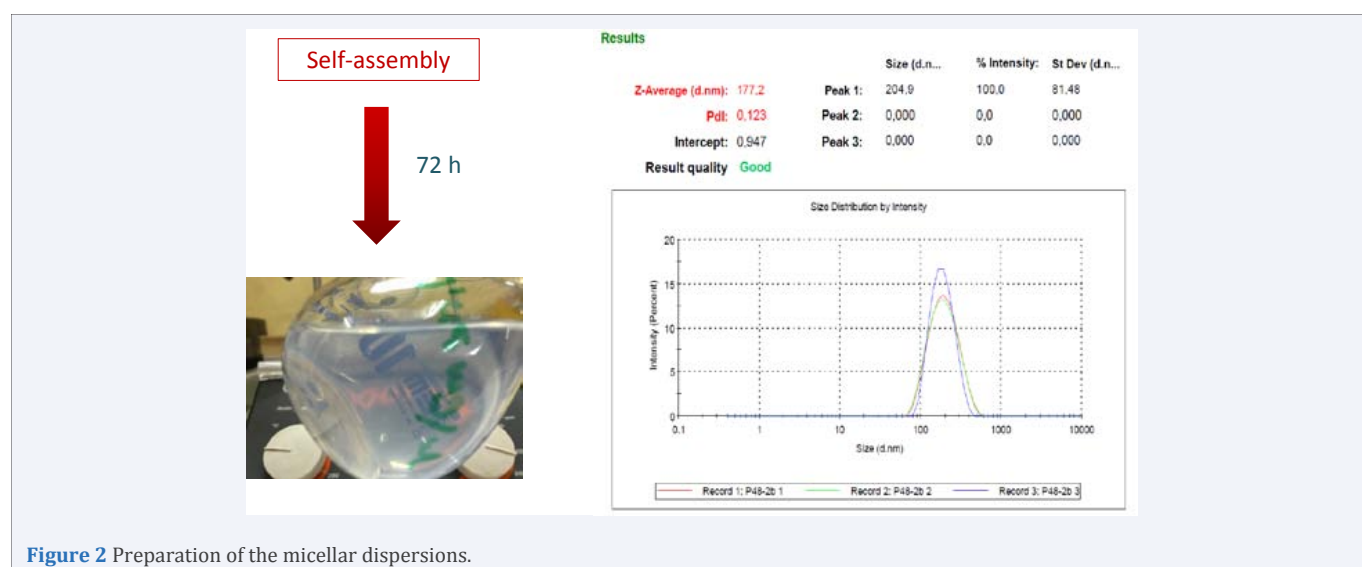 Self-assembly
72 h
Results
Size (d.n... % Intensity: St Dev (d.n...
Z-Average (d.nm): 177,2 Peak 1: 204,9 100,0 81,48
PdI: 0,123 Peak 2: 0,000 0,0 0,000
Intercept: 0,947 Peak 3: 0,000 0,0 0,000
Result quality Good
Size Distribution by Intensity
Intensity (Percent)
20
15
10
5
0
0.1 1 10 100 1000 10000
Size (d.nm)
Record 1: P48-2b 1 Record 2: P48-2b 2 Record 3: P48-2b 3
Figure 2 Preparation of the micellar dispersions.